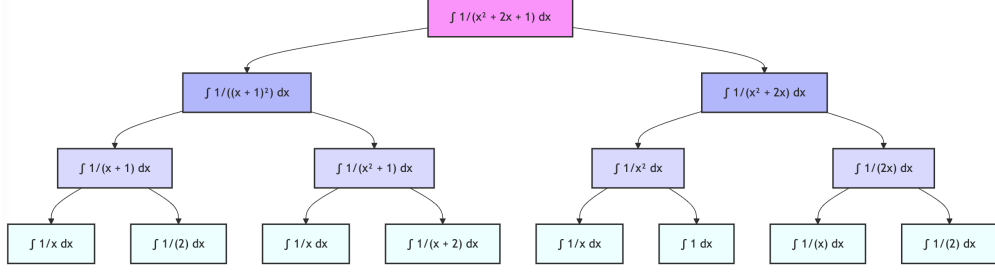 ∫ 1/(x² + 2x + 1) dx
∫ 1/((x + 1)²) dx
∫ 1/(x² + 2x) dx
∫ 1/(x + 1) dx
∫ 1/(x² + 1) dx
∫ 1/x² dx
∫ 1/(2x) dx
∫ 1/x dx
∫ 1/(2) dx
∫ 1/x dx
∫ 1/(x + 2) dx
∫ 1/x dx
∫ 1 dx
∫ 1/(x) dx
∫ 1/(2) dx